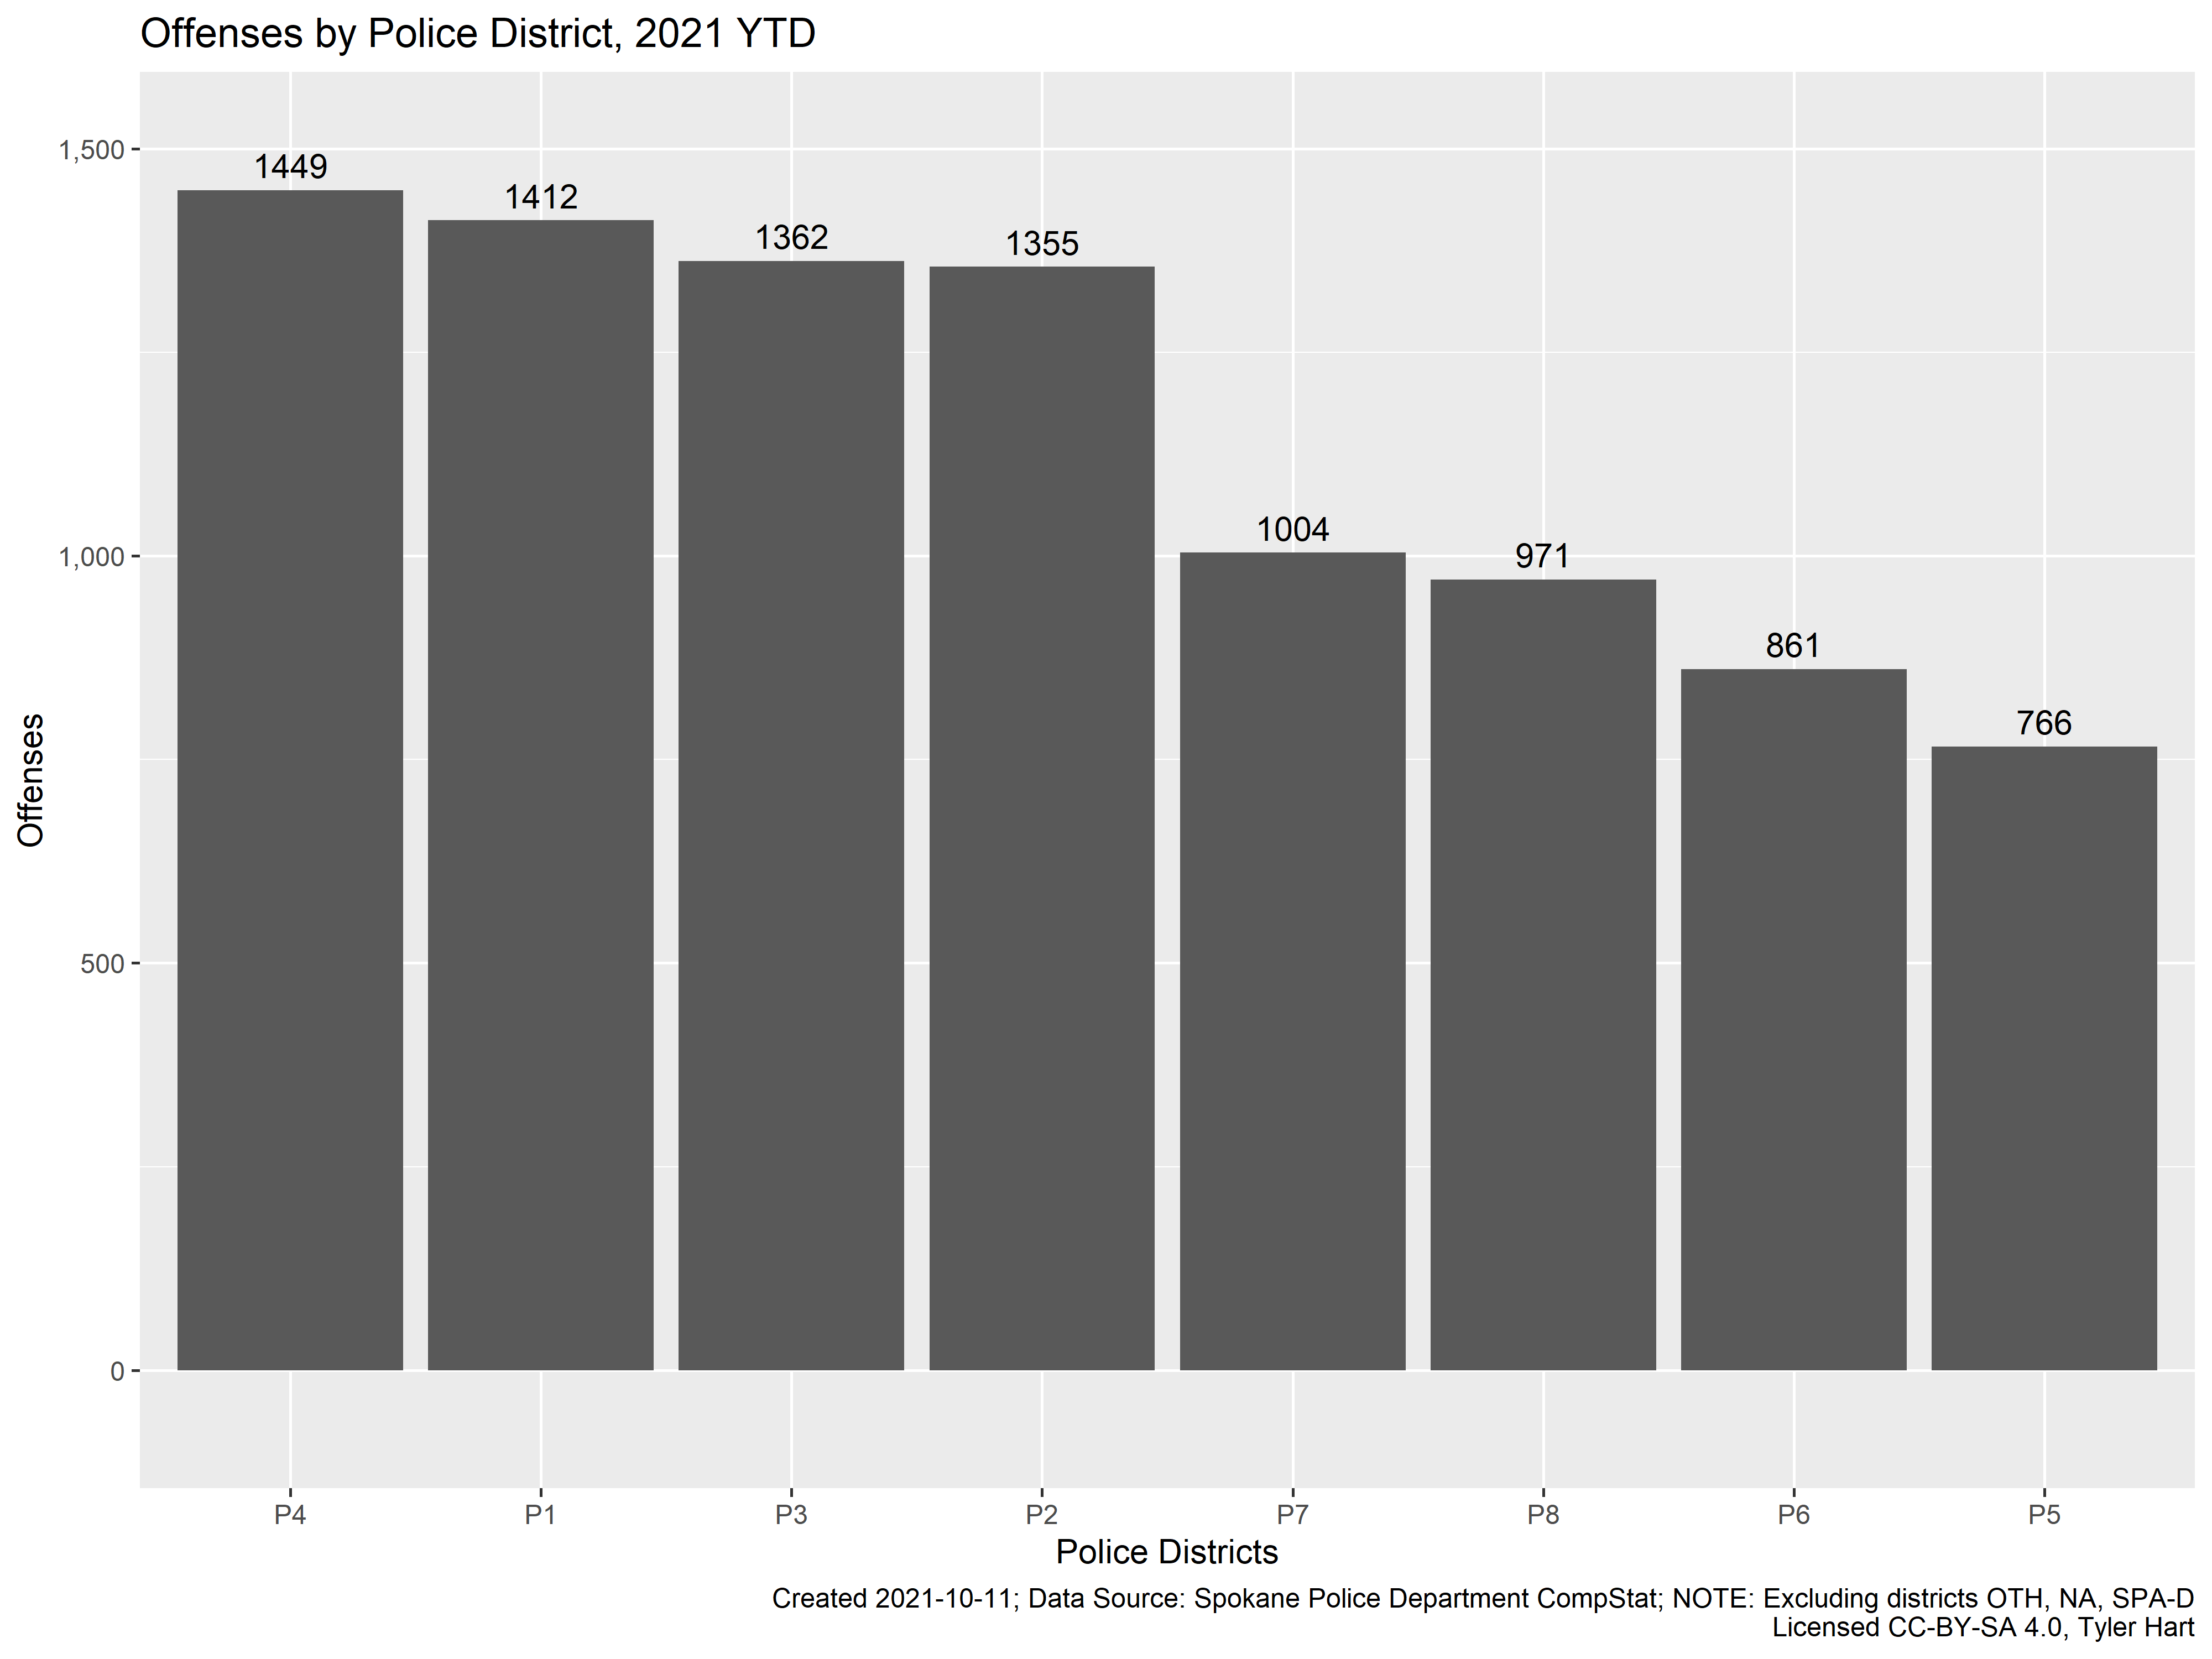 Offenses by Police District, 2021 YTD
1,500
1,000
500
0
Offenses
1449
1412
1362
1355
1004
971
861
766
P4
P1
P3
P2
P7
P8
P6
P5
Police Districts
Created 2021-10-11; Data Source: Spokane Police Department CompStat; NOTE: Excluding districts OTH, NA, SPA-D
Licensed CC-BY-SA 4.0, Tyler Hart